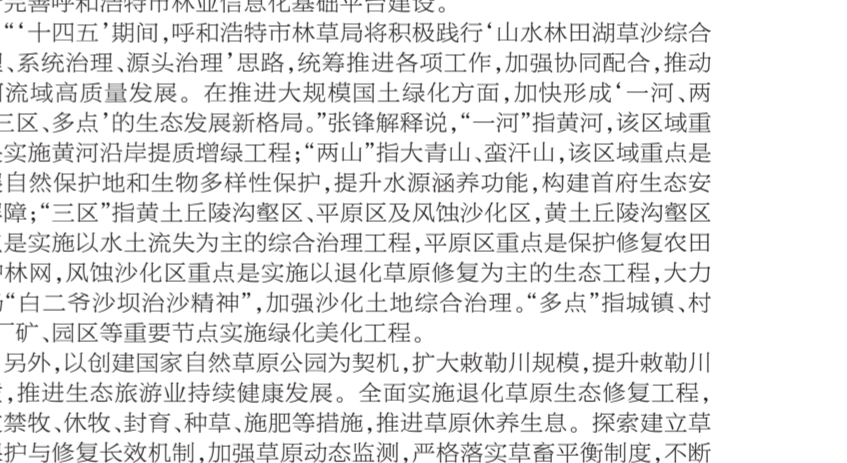 完善呼和浩特市林业信息化基础平台建设。
“‘十四五’期间,呼和浩特市林草局将积极践行‘山水林田湖草沙综合
、系统治理、源头治理’思路,统筹推进各项工作,加强协同配合,推动
流域高质量发展。在推进大规模国土绿化方面,加快形成‘一河、两
三区、多点’的生态发展新格局。”张锋解释说,“一河”指黄河,该区域重
实施黄河沿岸提质增绿工程;“两山”指大青山、蛮汗山,该区域重点是
自然保护地和生物多样性保护,提升水源涵养功能,构建首府生态安
障;“三区”指黄土丘陵沟壑区、平原区及风蚀沙化区,黄土丘陵沟壑区
是实施以水土流失为主的综合治理工程,平原区重点是保护修复农田
林网,风蚀沙化区重点是实施以退化草原修复为主的生态工程,大力
“白二爷沙坝治沙精神”,加强沙化土地综合治理。“多点”指城镇、村
厂矿、园区等重要节点实施绿化美化工程。
另外,以创建国家自然草原公园为契机,扩大敕勒川规模,提升敕勒川
,推进生态旅游业持续健康发展。全面实施退化草原生态修复工程,
禁牧、休牧、封育、种草、施肥等措施,推进草原休养生息。探索建立草
护与修复长效机制,加强草原动态监测,严格落实草畜平衡制度,不断